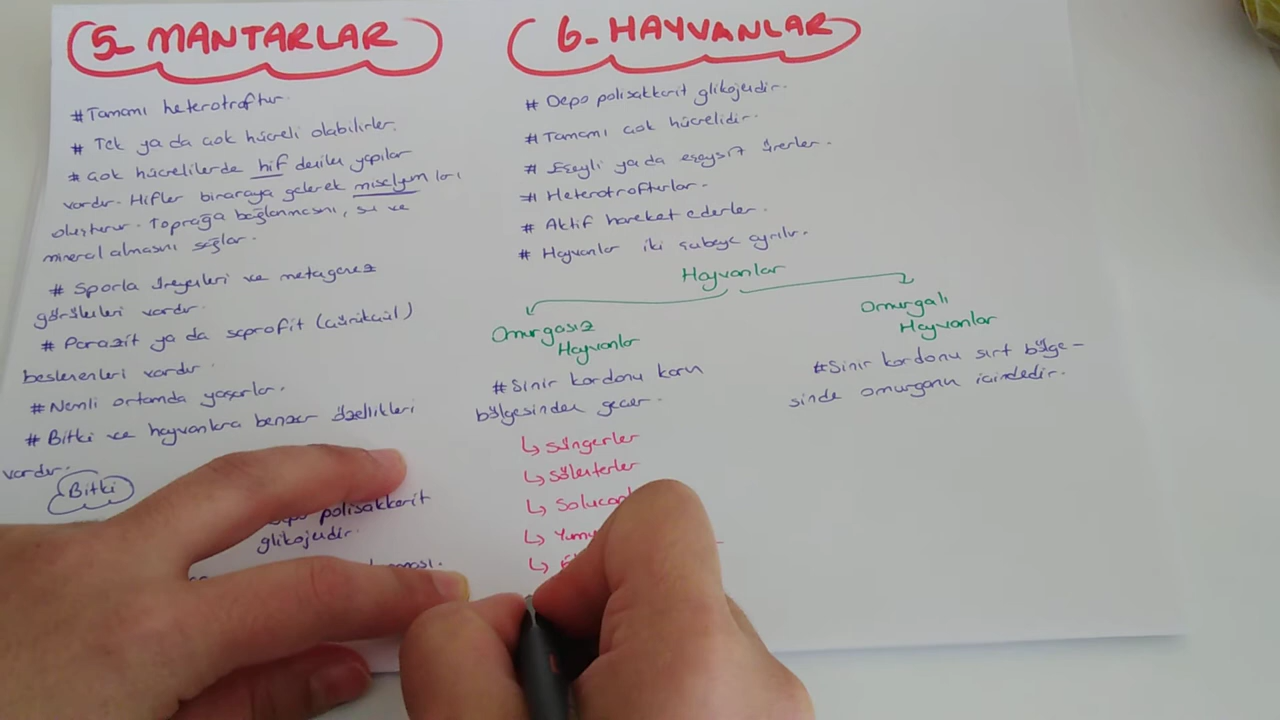 5- MANTARLAR
# Tamamı heterotroftur.
# Tek ya da çok hücreli olabilirler.
# Çok hücrelilerde hif denilen yapılar
vardır. Hifler biraraya gelerek miselyum ları
oluşturur. Toprağa bağlanmasını, su ve
mineral almasını sağlar.
# Sporla üreyenleri ve metagenez
görülenleri vardır.
# Parazit ya da saprofit (çürükçül)
beslenenleri vardır.
# Nemli ortamda yaşarlar.
# Bitki ve hayvanlara benzer özellikleri
vardır.
Bitki
Depo polisakkarit
glikojendir.
6- HAYVANLAR
# Depo polisakkarit glikojendir.
# Tamamı çok hücrelidir.
# Eşeyli ya da eşeysiz ürerler.
# Heterotrofturlar.
# Aktif hareket ederler.
# Hayvanlar iki şubeye ayrılır.
Hayvanlar
Omurgasız
Hayvanlar
# Sinir kordonu karın
bölgesinden geçer.
↳ Süngerler
↳ Sölenterler
↳
↳
↳
Omurgalı
Hayvanlar
# Sinir kordonu sırt bölge-
sinde omurganın içindedir.